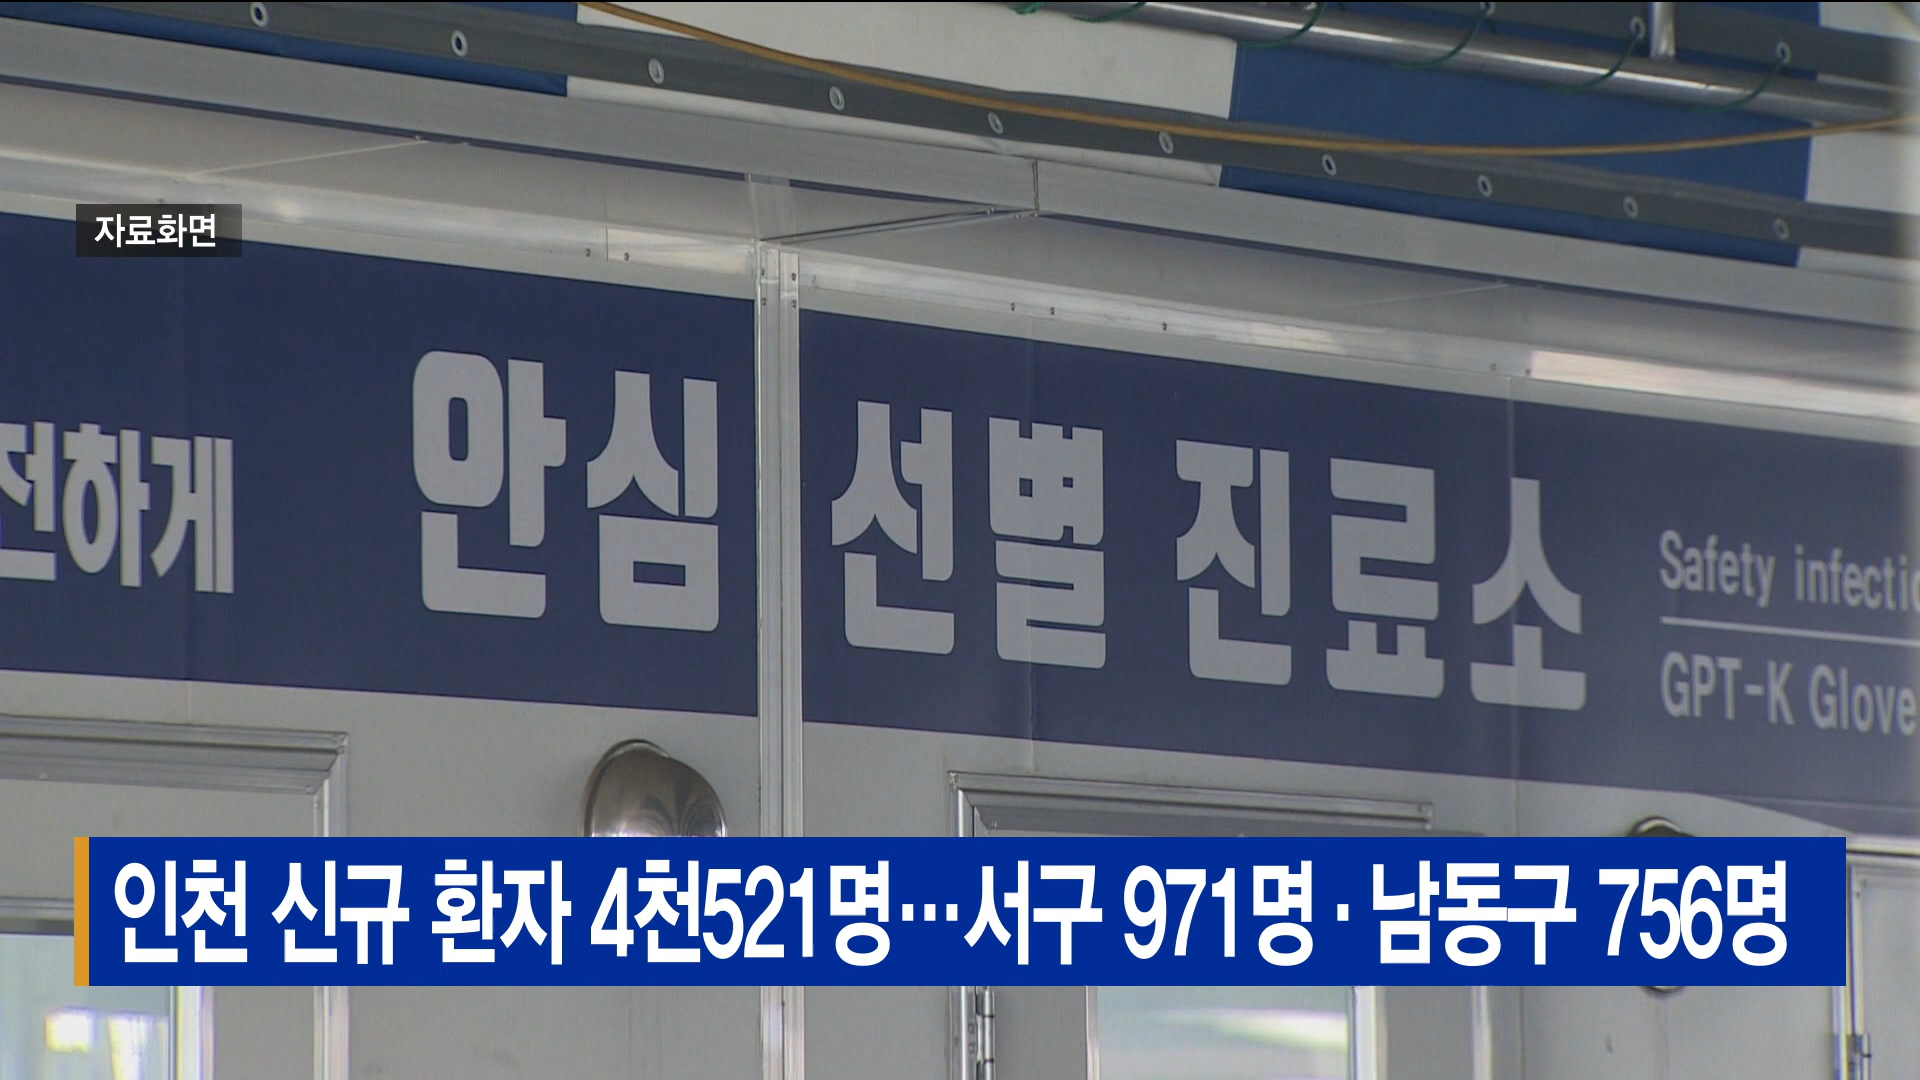 자료화면
전하게
안심 선별 진료소
Safety infectio
GPT-K Glove
인천 신규 환자 4천521명…서구 971명·남동구 756명